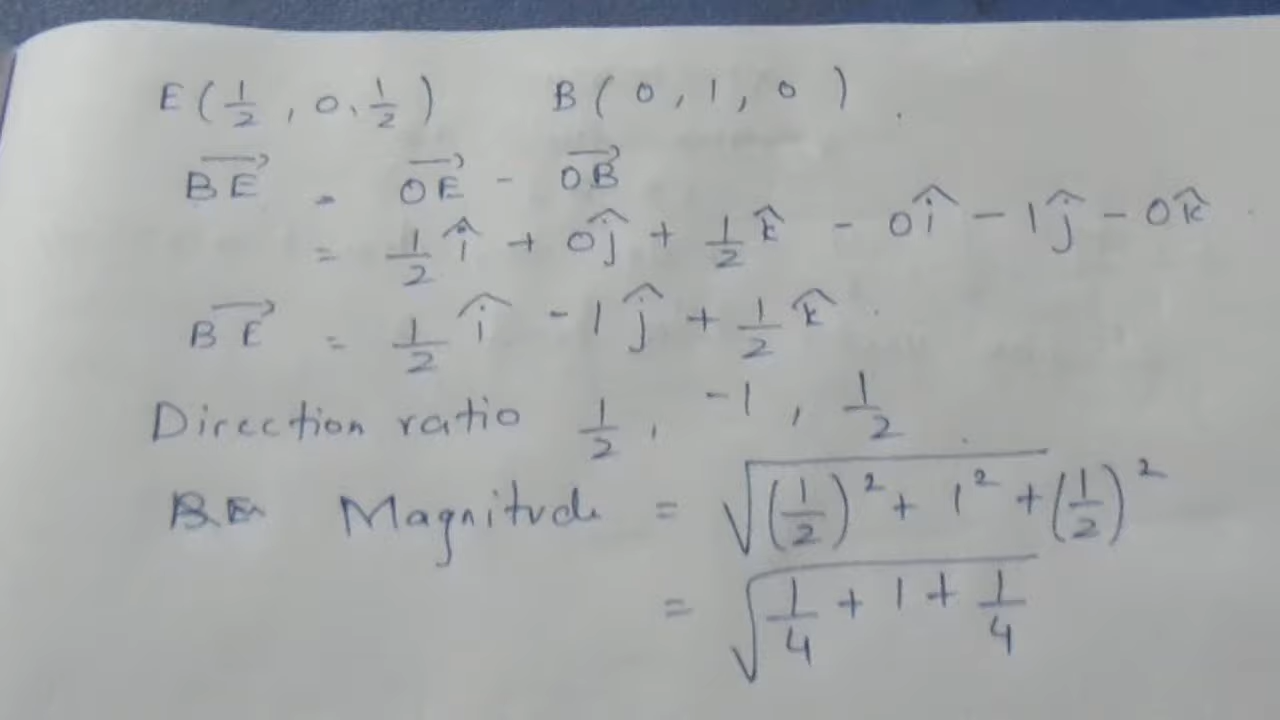 E(1/2, 0, 1/2) B(0, 1, 0).
BE→ = OE→ - OB→
= 1/2 î + 0ĵ + 1/2 k̂ - 0î - 1ĵ - 0k̂.
BE→ = 1/2 î - 1ĵ + 1/2 k̂.
Direction ratio 1/2, -1, 1/2.
BE Magnitude = √(1/2)² + 1² + (1/2)²
= √1/4 + 1 + 1/4